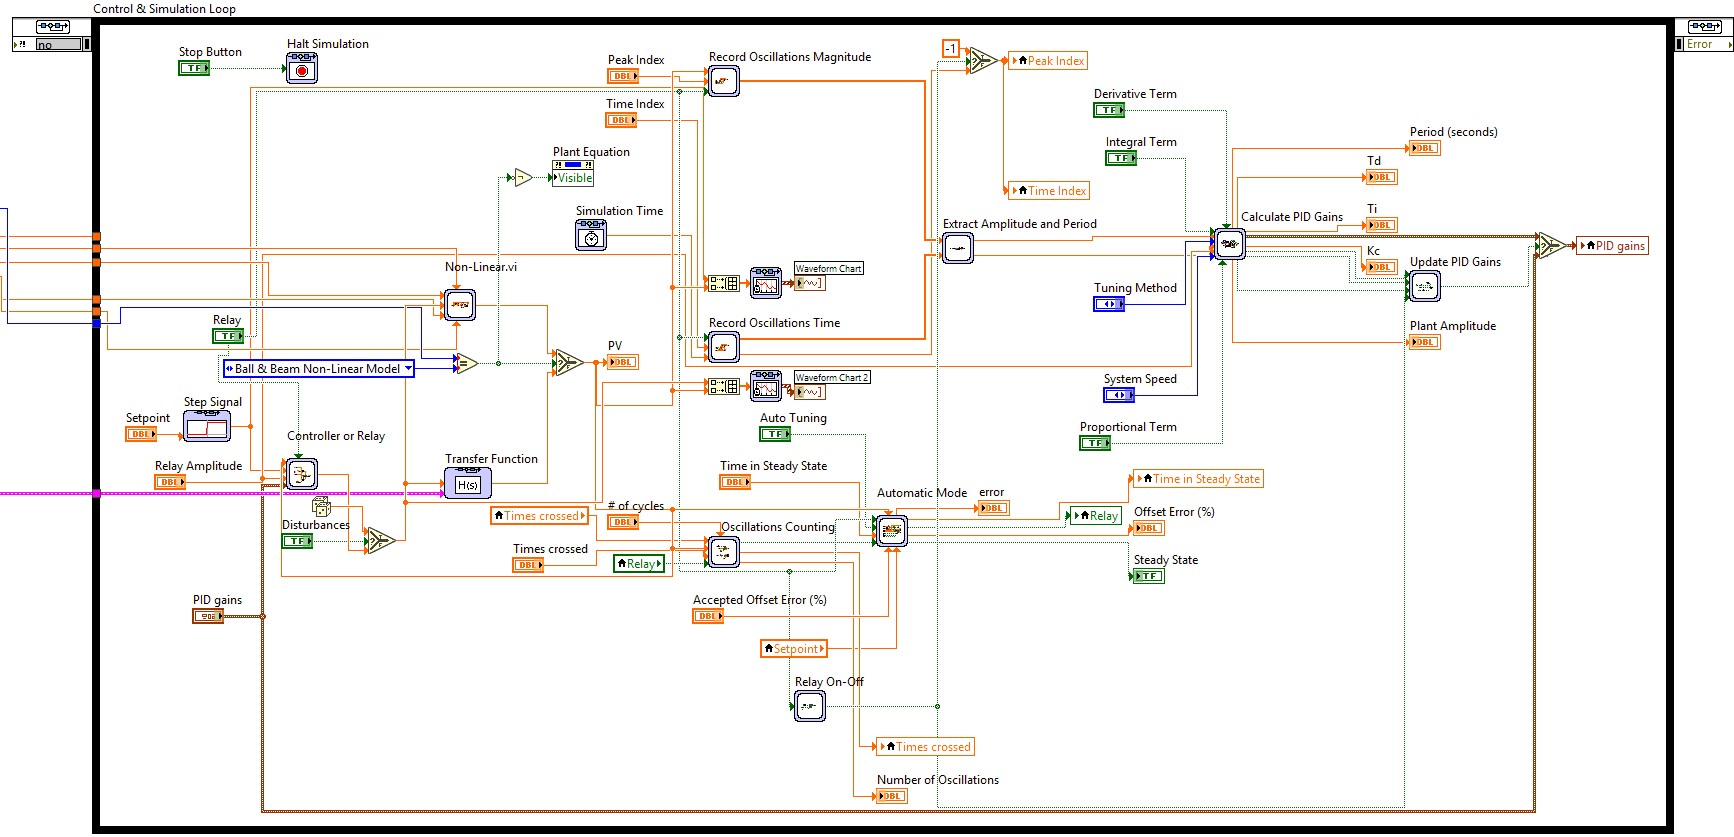 Control & Simulation Loop
no
Error
Stop Button
TF
Halt Simulation
Peak Index
DBL
Record Oscillations Magnitude
-1
Peak Index
Time Index
DBL
Derivative Term
TF
Integral Term
TF
Period (seconds)
DBL
Td
DBL
Plant Equation
Visible
Time Index
Simulation Time
Extract Amplitude and Period
Calculate PID Gains
Ti
DBL
PID gains
Kc
DBL
Update PID Gains
Non-Linear.vi
Waveform Chart
Tuning Method
Relay
TF
Record Oscillations Time
Plant Amplitude
DBL
PV
DBL
Ball & Beam Non-Linear Model
Waveform Chart 2
System Speed
Step Signal
Setpoint
DBL
Auto Tuning
TF
Proportional Term
TF
Controller or Relay
Relay Amplitude
DBL
Transfer Function
H(s)
Time in Steady State
DBL
Time in Steady State
Automatic Mode
error
DBL
# of cycles
DBL
Times crossed
Relay
Offset Error (%)
DBL
Disturbances
TF
Oscillations Counting
Times crossed
DBL
Relay
Steady State
TF
PID gains
Accepted Offset Error (%)
DBL
Setpoint
Relay On-Off
Times crossed
Number of Oscillations
DBL